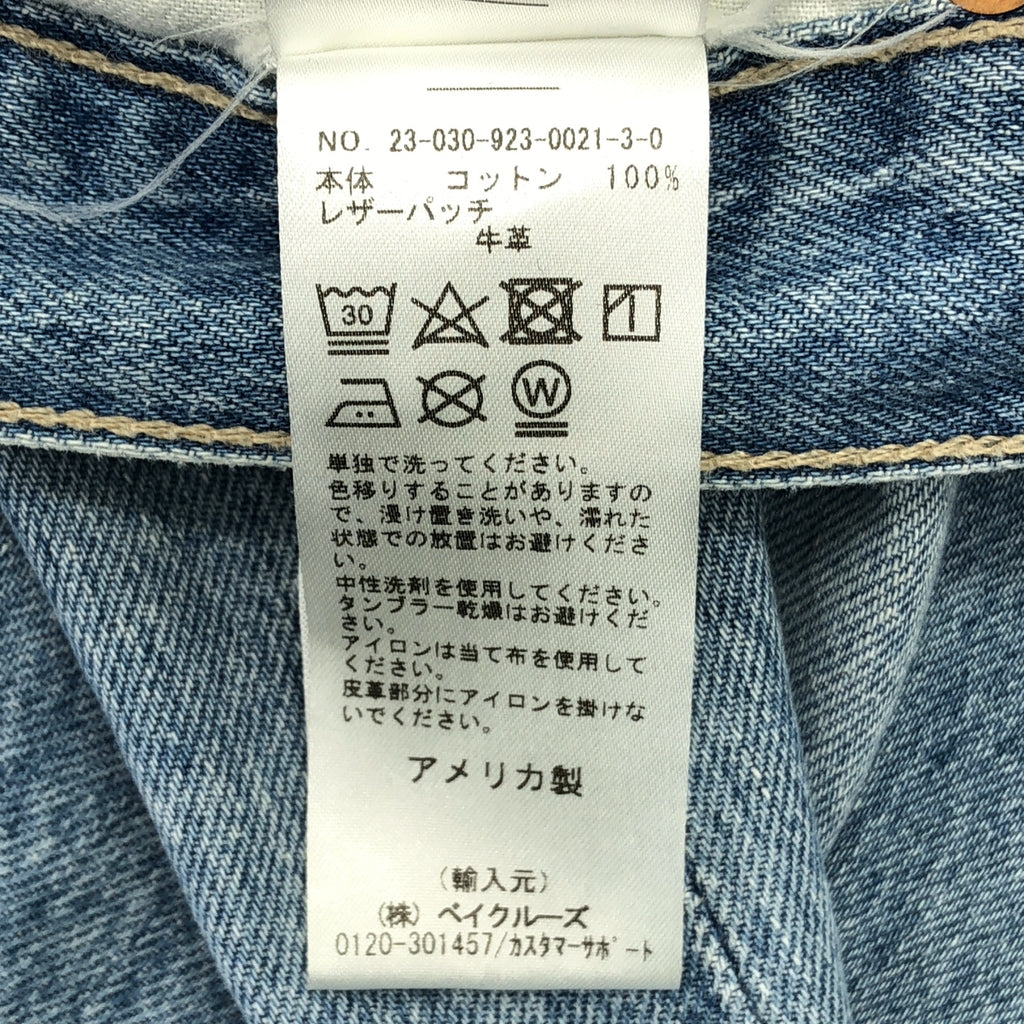 NO. 23-030-923-0021-3-0
本体 コットン 100%
レザーパッチ
牛革
30
W
単独で洗ってください。
色移りすることがありますの
で、浸け置き洗いや、濡れた
状態での放置はお避けくださ
い。
中性洗剤を使用してください。
タンブラー乾燥はお避けくだ
さい。
アイロンは当て布を使用して
ください。
皮革部分にアイロンを掛けな
いでください。
アメリカ製
(輸入元)
(株) ベイクルーズ
0120-301457/カスタマーサポート